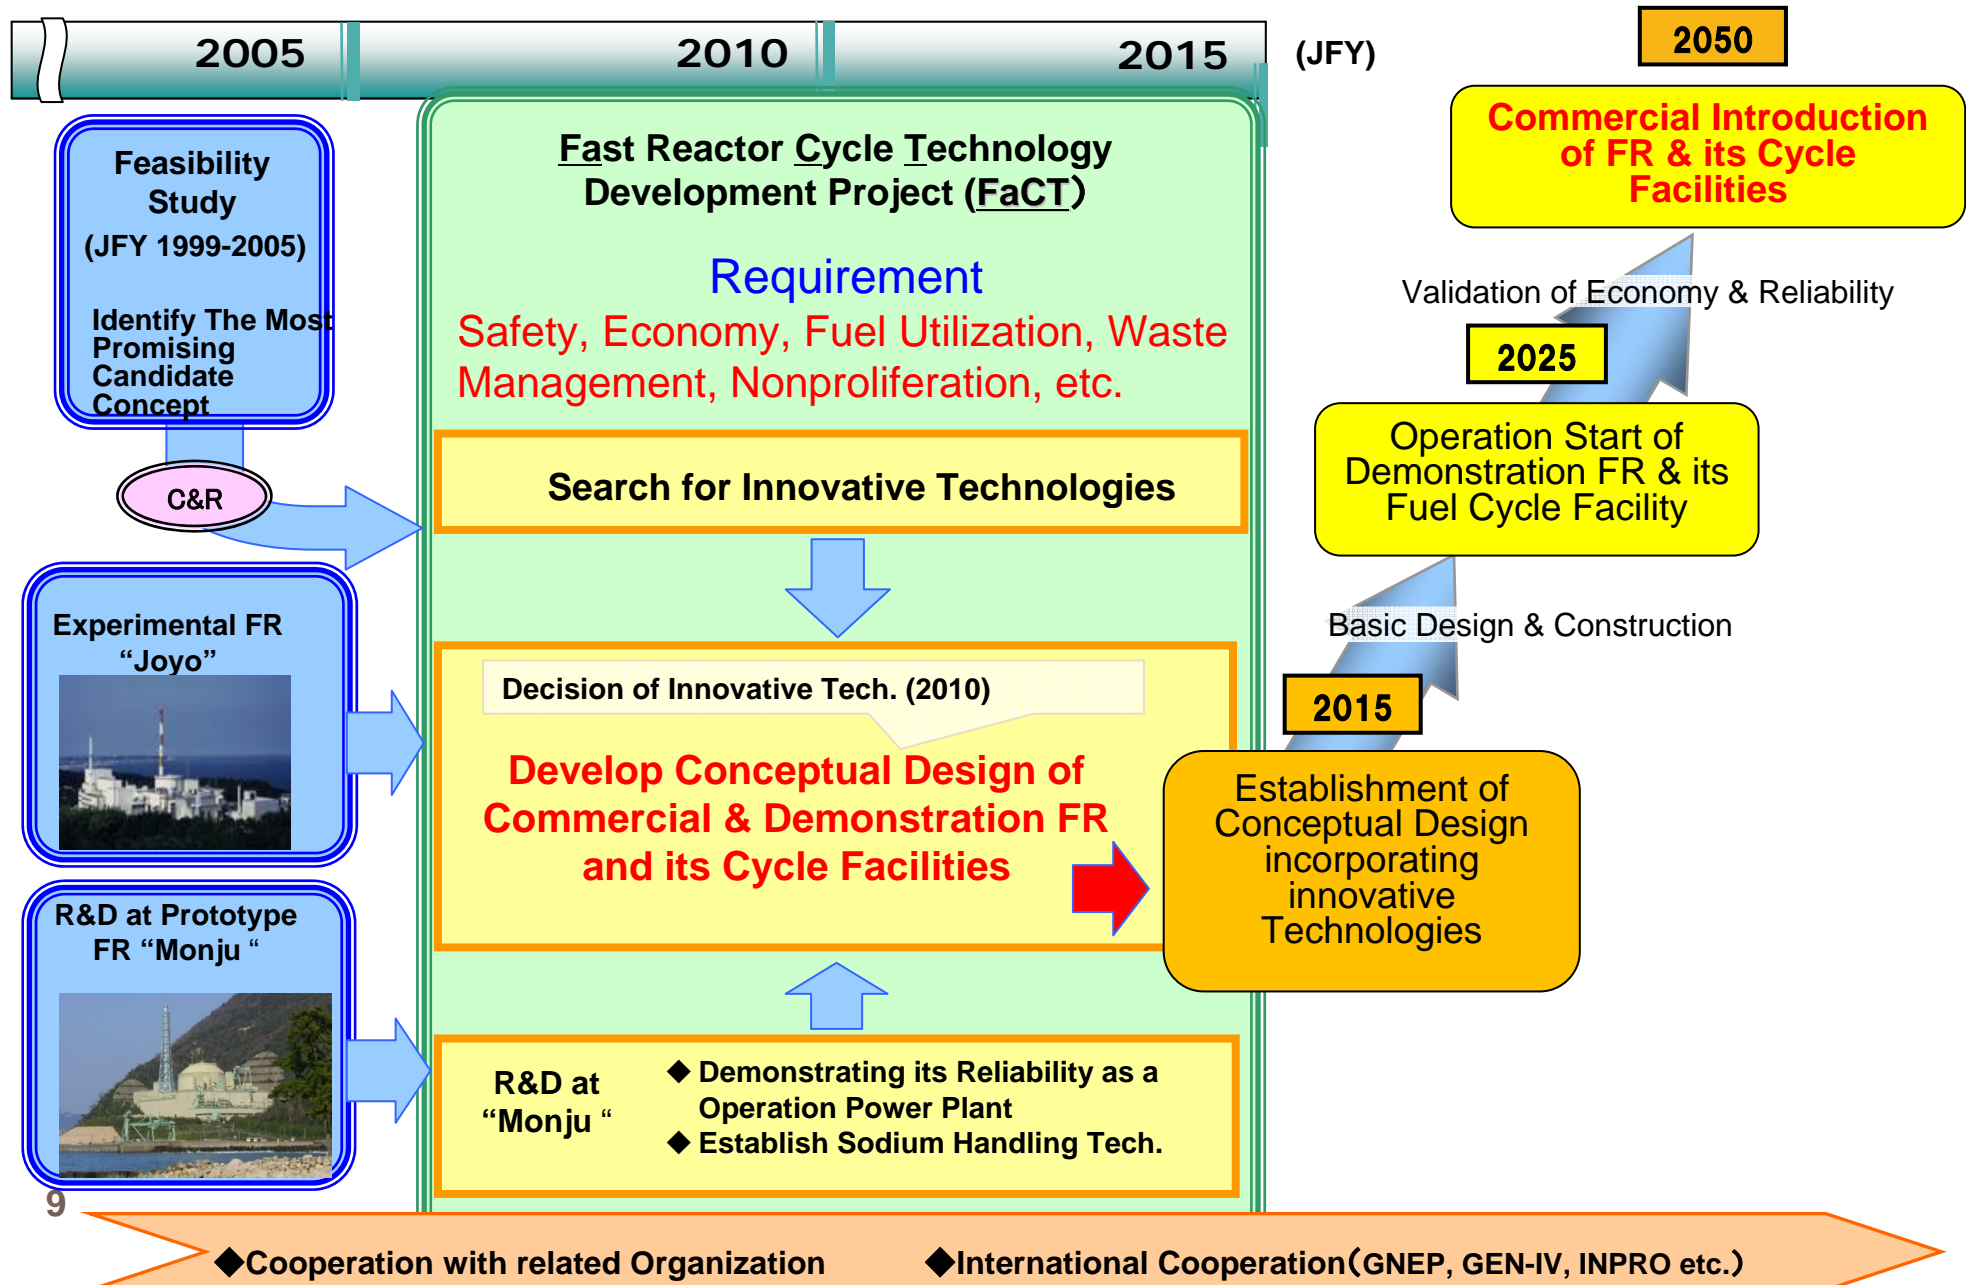 2005
2010
2015
(JFY)
2050
Feasibility
Study
(JFY 1999-2005)
Identify The Most
Promising
Candidate
Concept
C&R
Experimental FR
“Joyo”
R&D at Prototype
FR “Monju “
Fast Reactor Cycle Technology
Development Project (FaCT)
Requirement
Safety, Economy, Fuel Utilization, Waste
Management, Nonproliferation, etc.
Search for Innovative Technologies
Decision of Innovative Tech. (2010)
Develop Conceptual Design of
Commercial & Demonstration FR
and its Cycle Facilities
R&D at
“Monju “
◆ Demonstrating its Reliability as a
Operation Power Plant
◆ Establish Sodium Handling Tech.
Commercial Introduction
of FR & its Cycle
Facilities
Validation of Economy & Reliability
2025
Operation Start of
Demonstration FR & its
Fuel Cycle Facility
Basic Design & Construction
2015
Establishment of
Conceptual Design
incorporating
innovative
Technologies
9
◆Cooperation with related Organization
◆International Cooperation(GNEP, GEN-IV, INPRO etc.)